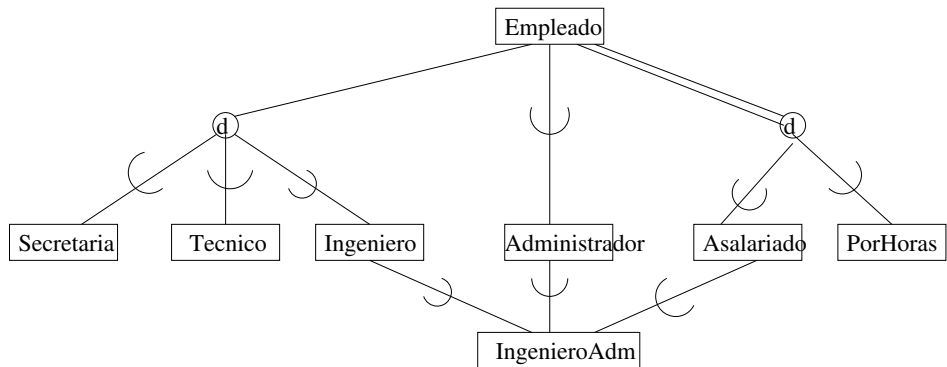 Empleado
d
d
Secretaria
Tecnico
Ingeniero
Administrador
Asalariado
PorHoras
IngenieroAdm